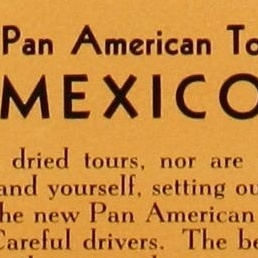 Pan American To
MEXICO
dried tours, nor are
and yourself, setting ou
he new Pan American
Careful drivers. The be